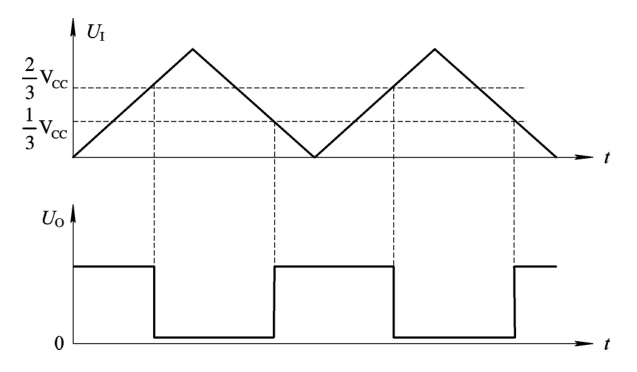 U_I
2/3 V_CC
1/3 V_CC
t
U_O
0
t